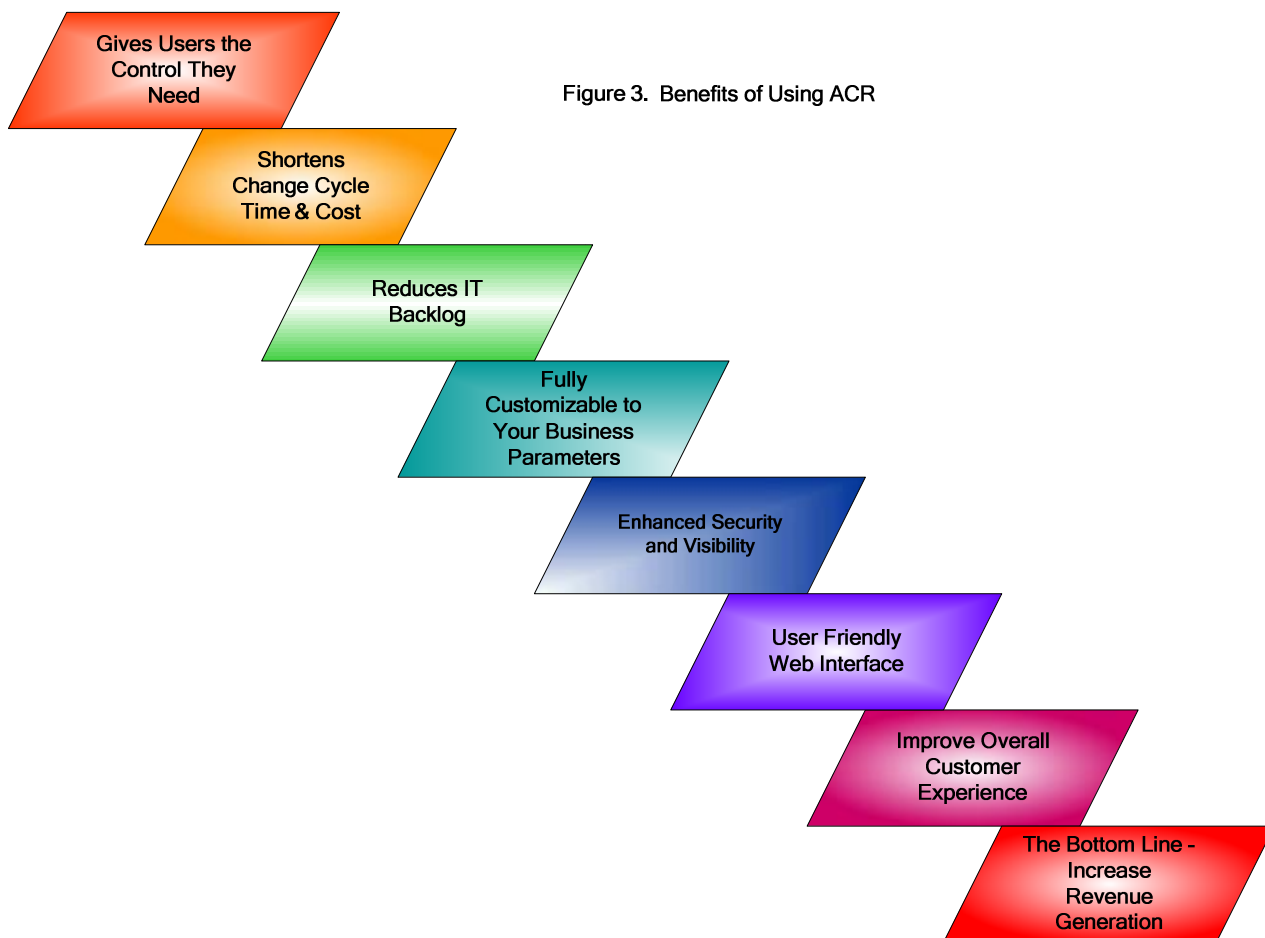 Gives Users the
Control They
Need
Figure 3. Benefits of Using ACR
Shortens
Change Cycle
Time & Cost
Reduces IT
Backlog
Fully
Customizable to
Your Business
Parameters
Enhanced Security
and Visibility
User Friendly
Web Interface
Improve Overall
Customer
Experience
The Bottom Line -
Increase
Revenue
Generation